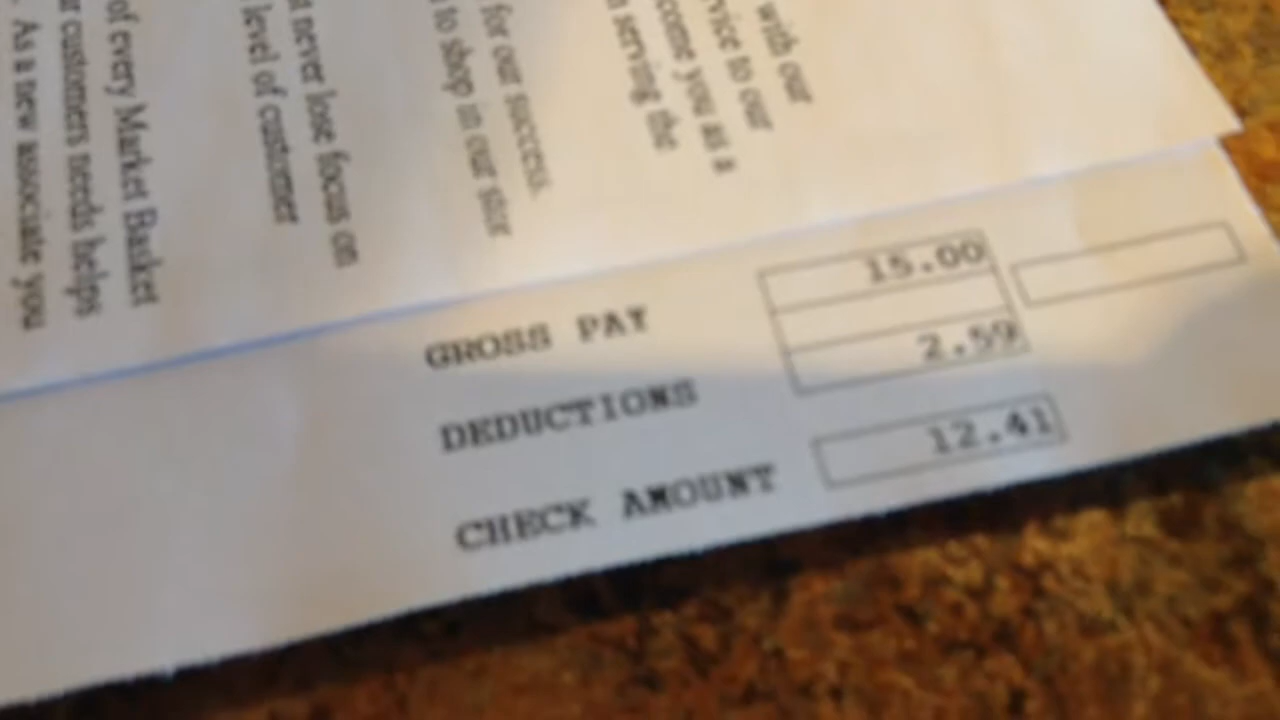 with our
vice to our
come you as a
serving the
for our success.
to shop in our stor
t never lose focus on
level of customer
of every Market Basket
r customers needs helps
. As a new associate you
GROSS PAY 15.00
DEDUCTIONS 2.59
CHECK AMOUNT 12.41